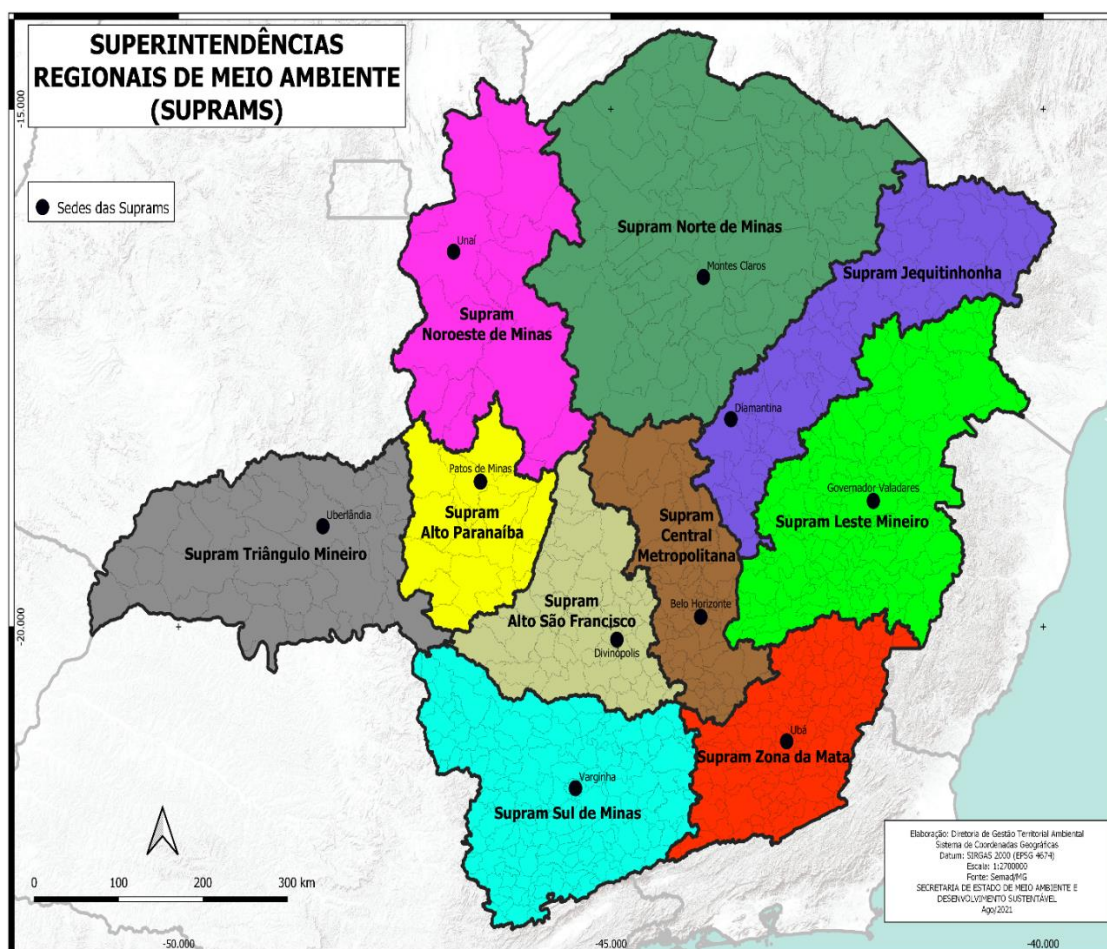 SUPERINTENDÊNCIAS
REGIONAIS DE MEIO AMBIENTE
(SUPRAMS)
Sedes das Suprams
-15.000
-20.000
Unaí
Supram
Noroeste de Minas
Supram Norte de Minas
Montes Claros
Supram Jequitinhonha
Diamantina
Patos de Minas
Supram
Alto Paranaíba
Uberlândia
Supram Triângulo Mineiro
Supram
Central
Metropolitana
Belo Horizonte
Governador Valadares
Supram Leste Mineiro
Supram
Alto São Francisco
Divinópolis
Ubá
Supram Zona da Mata
Varginha
Supram Sul de Minas
0 100 200 300 km
Elaboração: Diretoria de Gestão Territorial Ambiental
Sistema de Coordenadas Geográficas
Datum: SIRGAS 2000 (EPSG 4674)
Escala: 1:2700000
Fonte: Semad/MG
SECRETARIA DE ESTADO DE MEIO AMBIENTE E
DESENVOLVIMENTO SUSTENTÁVEL
Ago/2021
-50.000 -45.000 -40.000